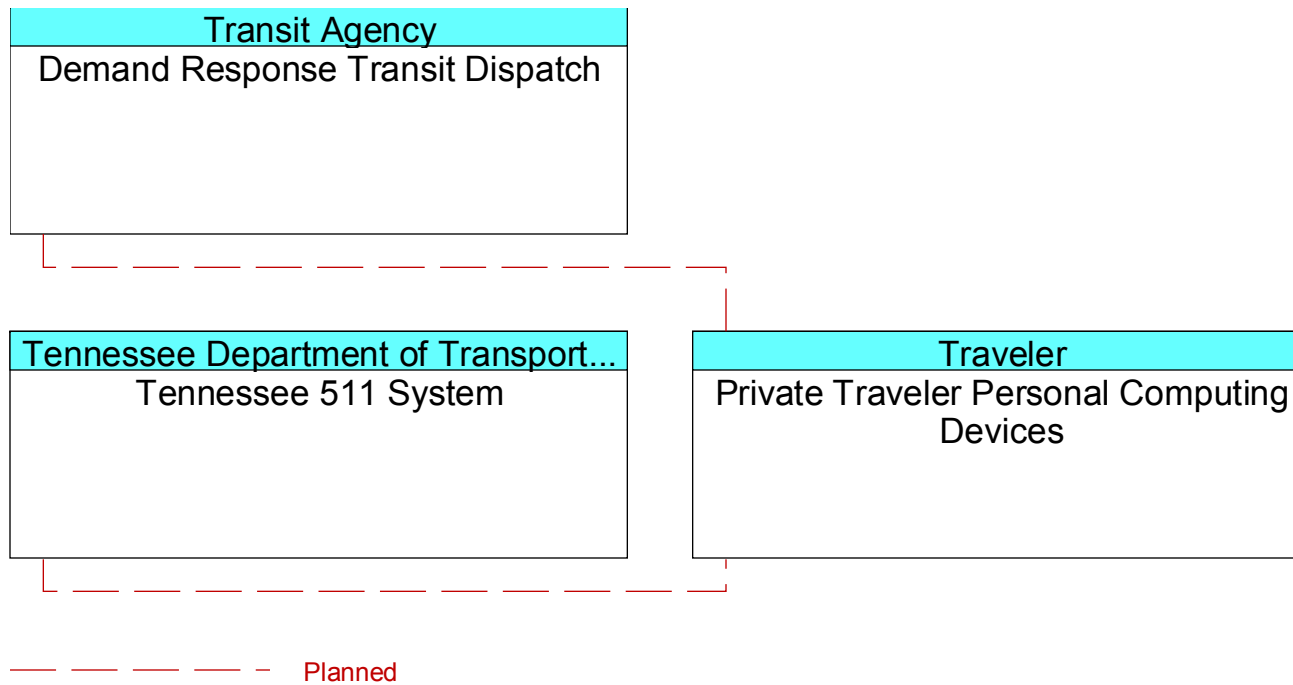 Transit Agency
Demand Response Transit Dispatch
Tennessee Department of Transport...
Tennessee 511 System
Traveler
Private Traveler Personal Computing
Devices
Planned